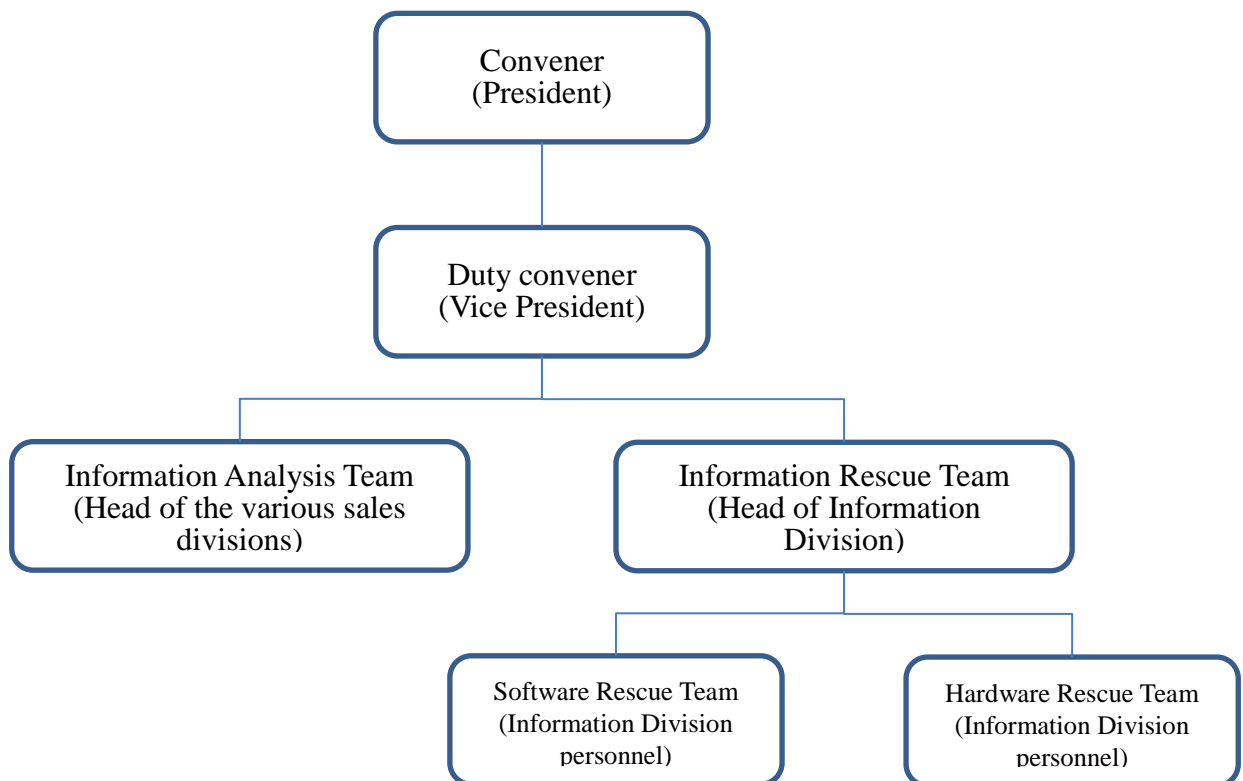 Convener
(President)
Duty convener
(Vice President)
Information Analysis Team
(Head of the various sales
divisions)
Information Rescue Team
(Head of Information
Division)
Software Rescue Team
(Information Division
personnel)
Hardware Rescue Team
(Information Division
personnel)